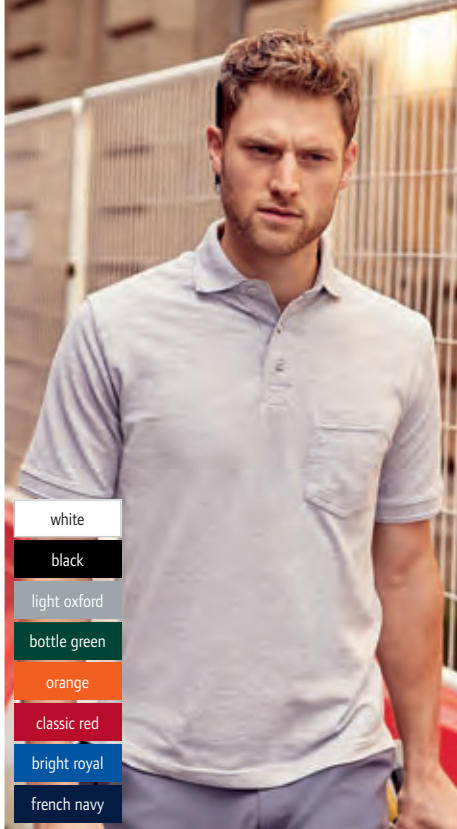 white
black
light oxford
bottle green
orange
classic red
bright royal
french navy